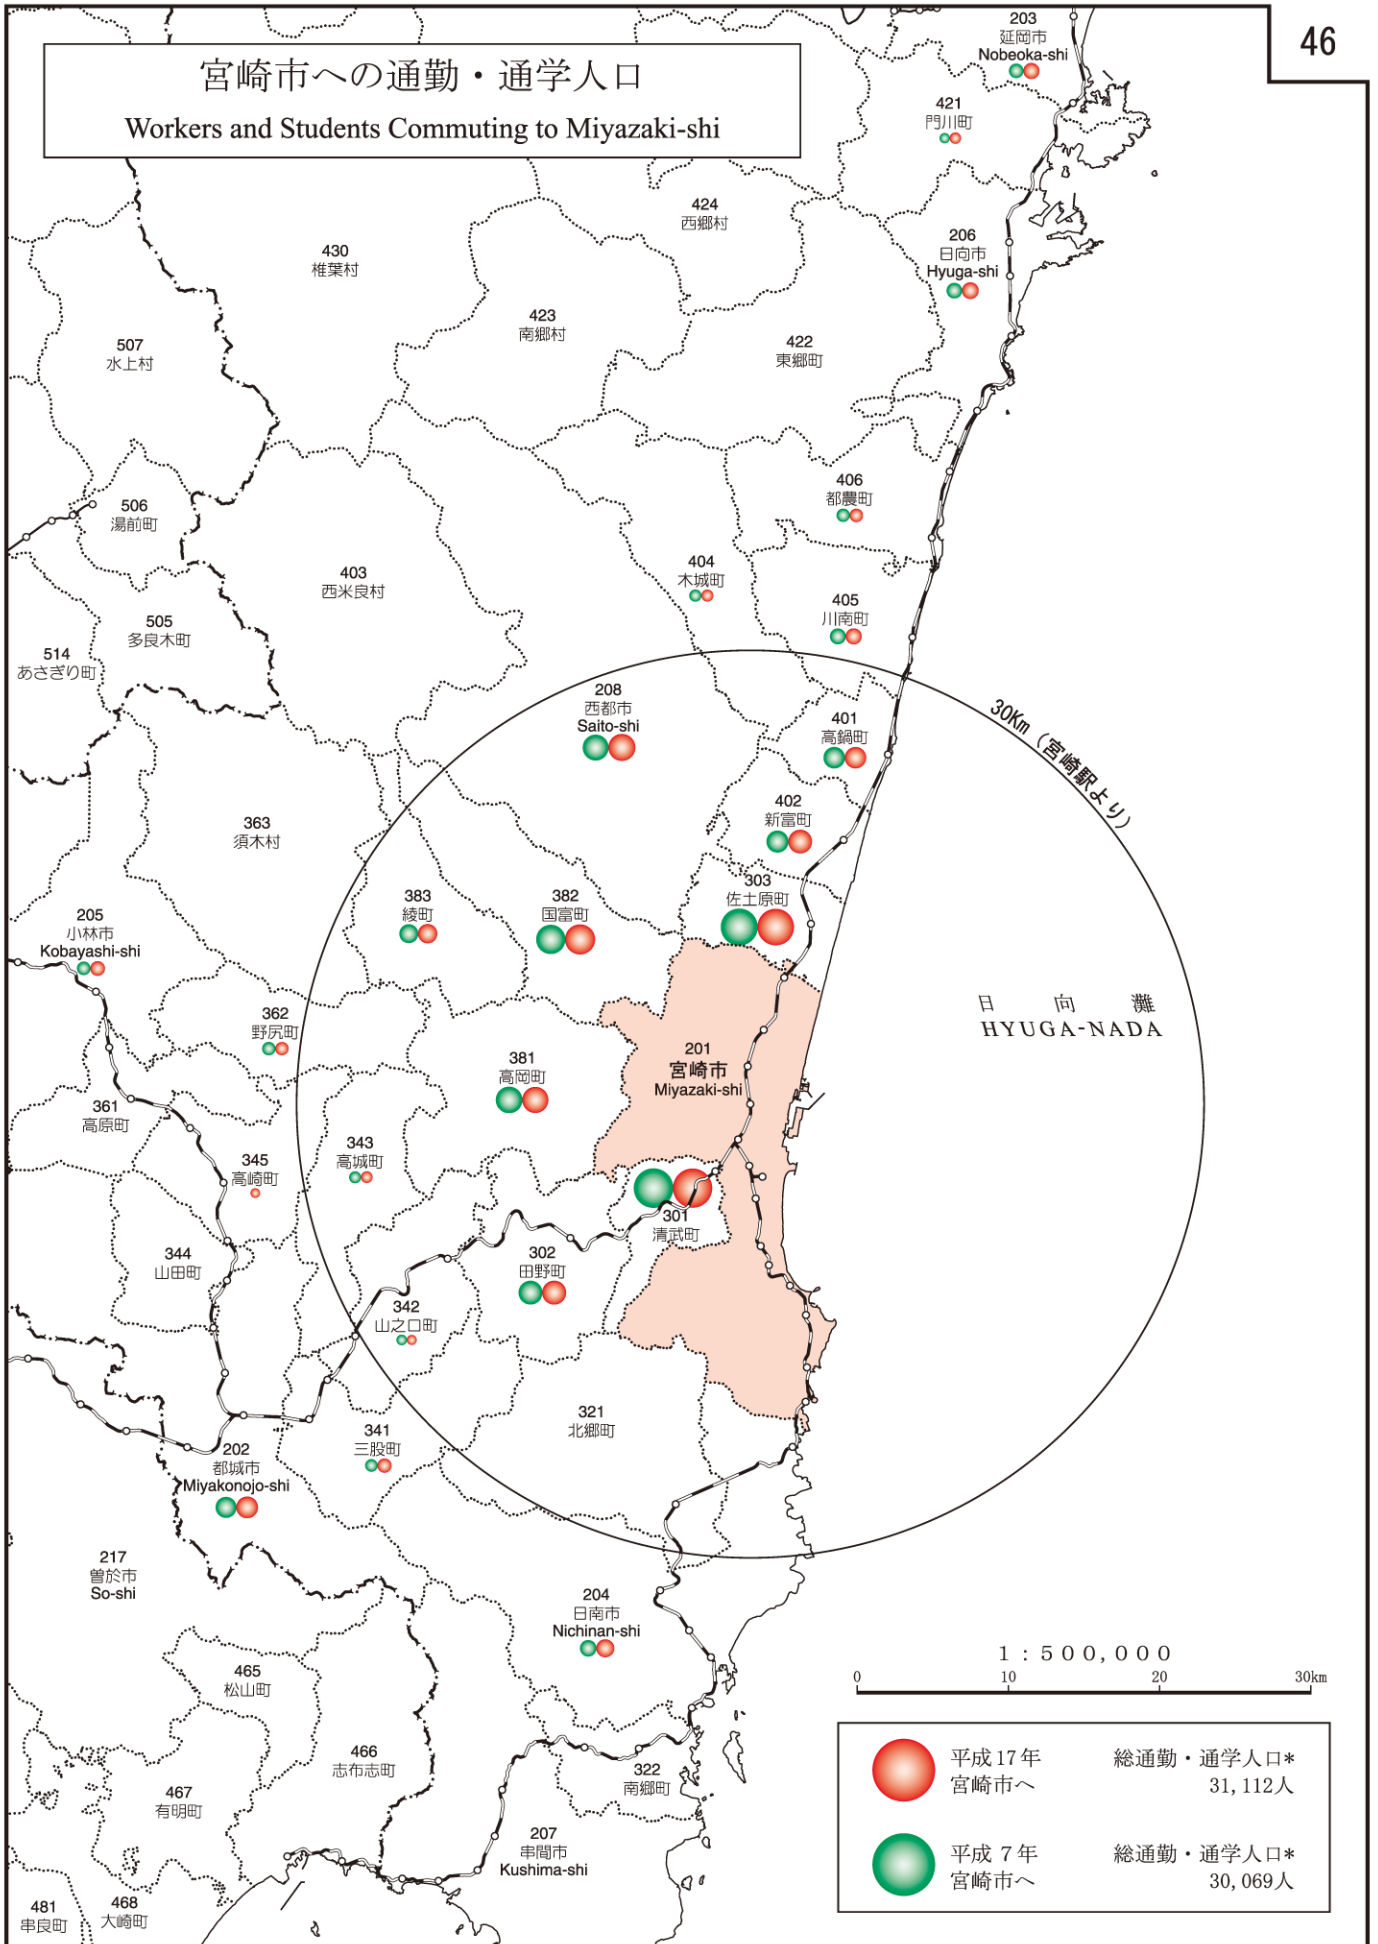 46
宮崎市への通勤・通学人口
Workers and Students Commuting to Miyazaki-shi
203
延岡市
Nobeoka-shi
421
門川町
424
西郷村
206
日向市
Hyuga-shi
430
椎葉村
423
南郷村
422
東郷町
507
水上村
506
湯前町
406
都農町
403
西米良村
404
木城町
405
川南町
505
多良木町
514
あさぎり町
208
西都市
Saito-shi
401
高鍋町
30Km（宮崎駅より）
402
新富町
363
須木村
303
佐土原町
383
綾町
382
国富町
205
小林市
Kobayashi-shi
日向灘
HYUGA-NADA
362
野尻町
381
高岡町
201
宮崎市
Miyazaki-shi
361
高原町
343
高城町
345
高崎町
301
清武町
344
山田町
302
田野町
342
山之口町
321
北郷町
341
三股町
202
都城市
Miyakonojo-shi
217
曽於市
So-shi
204
日南市
Nichinan-shi
465
松山町
466
志布志町
467
有明町
322
南郷町
207
串間市
Kushima-shi
481
串良町
468
大崎町
1：500,000
0 10 20 30km
平成17年 総通勤・通学人口*
宮崎市へ 31,112人
平成 7年 総通勤・通学人口*
宮崎市へ 30,069人